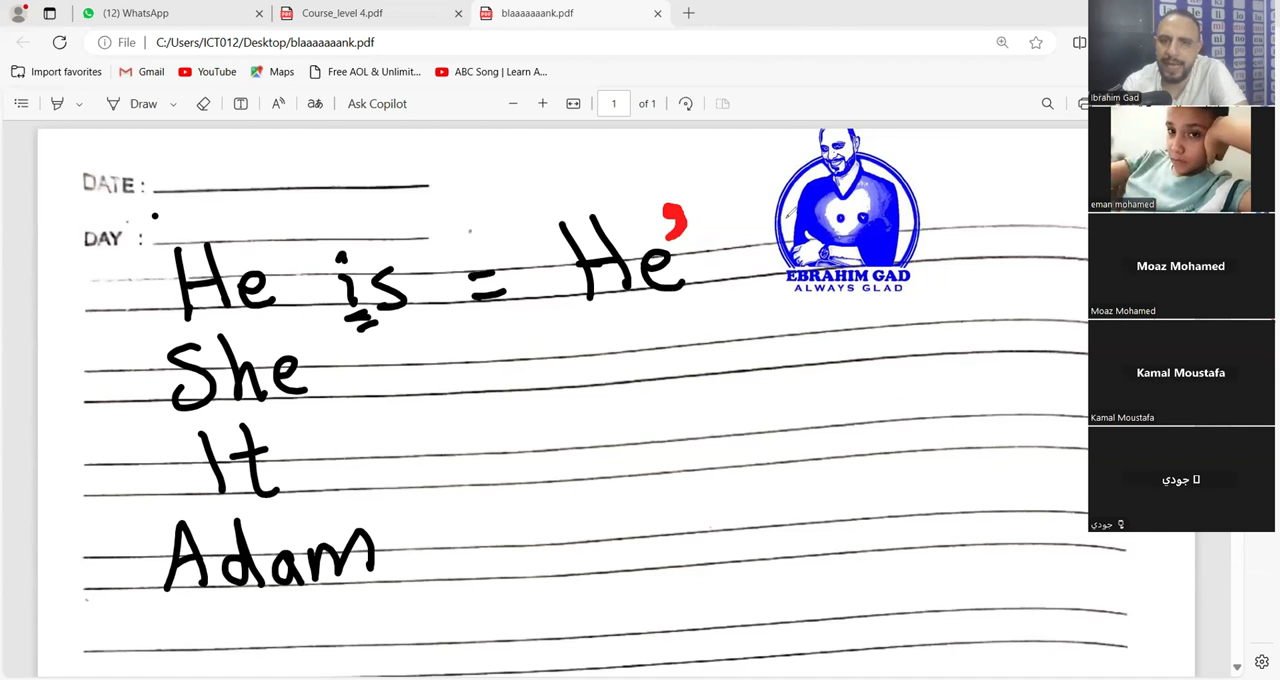 (12) WhatsApp
Course_level 4.pdf
blaaaaaaank.pdf
File
C:/Users/ICT012/Desktop/blaaaaaaank.pdf
Import favorites
Gmail
YouTube
Maps
Free AOL & Unlimit...
ABC Song | Learn A...
Draw
Ask Copilot
1
of 1
DATE:
DAY :
He is = He'
She
It
Adam
EBRAHIM GAD
ALWAYS GLAD
Ibrahim Gad
eman mohamed
Moaz Mohamed
Moaz Mohamed
Kamal Moustafa
Kamal Moustafa
جودي
جودي